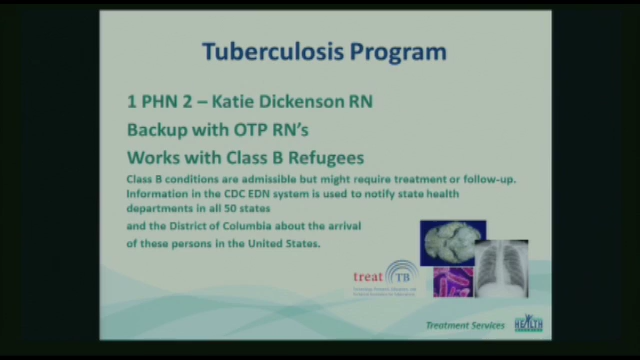 Tuberculosis Program
1 PHN 2 – Katie Dickenson RN
Backup with OTP RN's
Works with Class B Refugees
Class B conditions are admissible but might require treatment or follow-up.
Information in the CDC EDN system is used to notify state health
departments in all 50 states
and the District of Columbia about the arrival
of these persons in the United States.
treat TB
Treatment Services
HEALTH